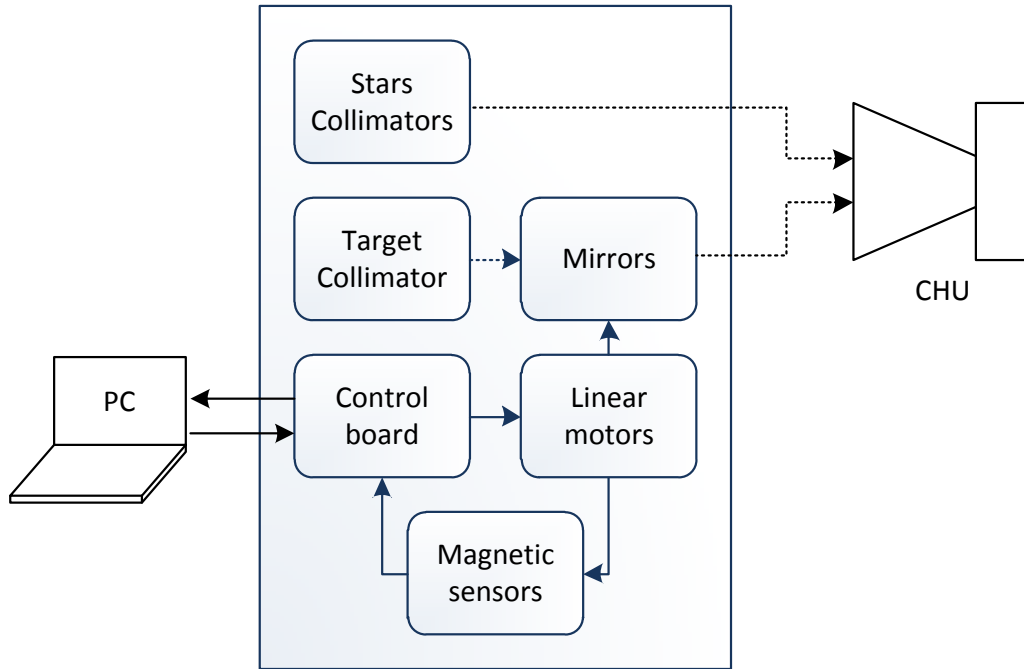 Stars
Collimators
Target
Collimator
Mirrors
CHU
PC
Control
board
Linear
motors
Magnetic
sensors